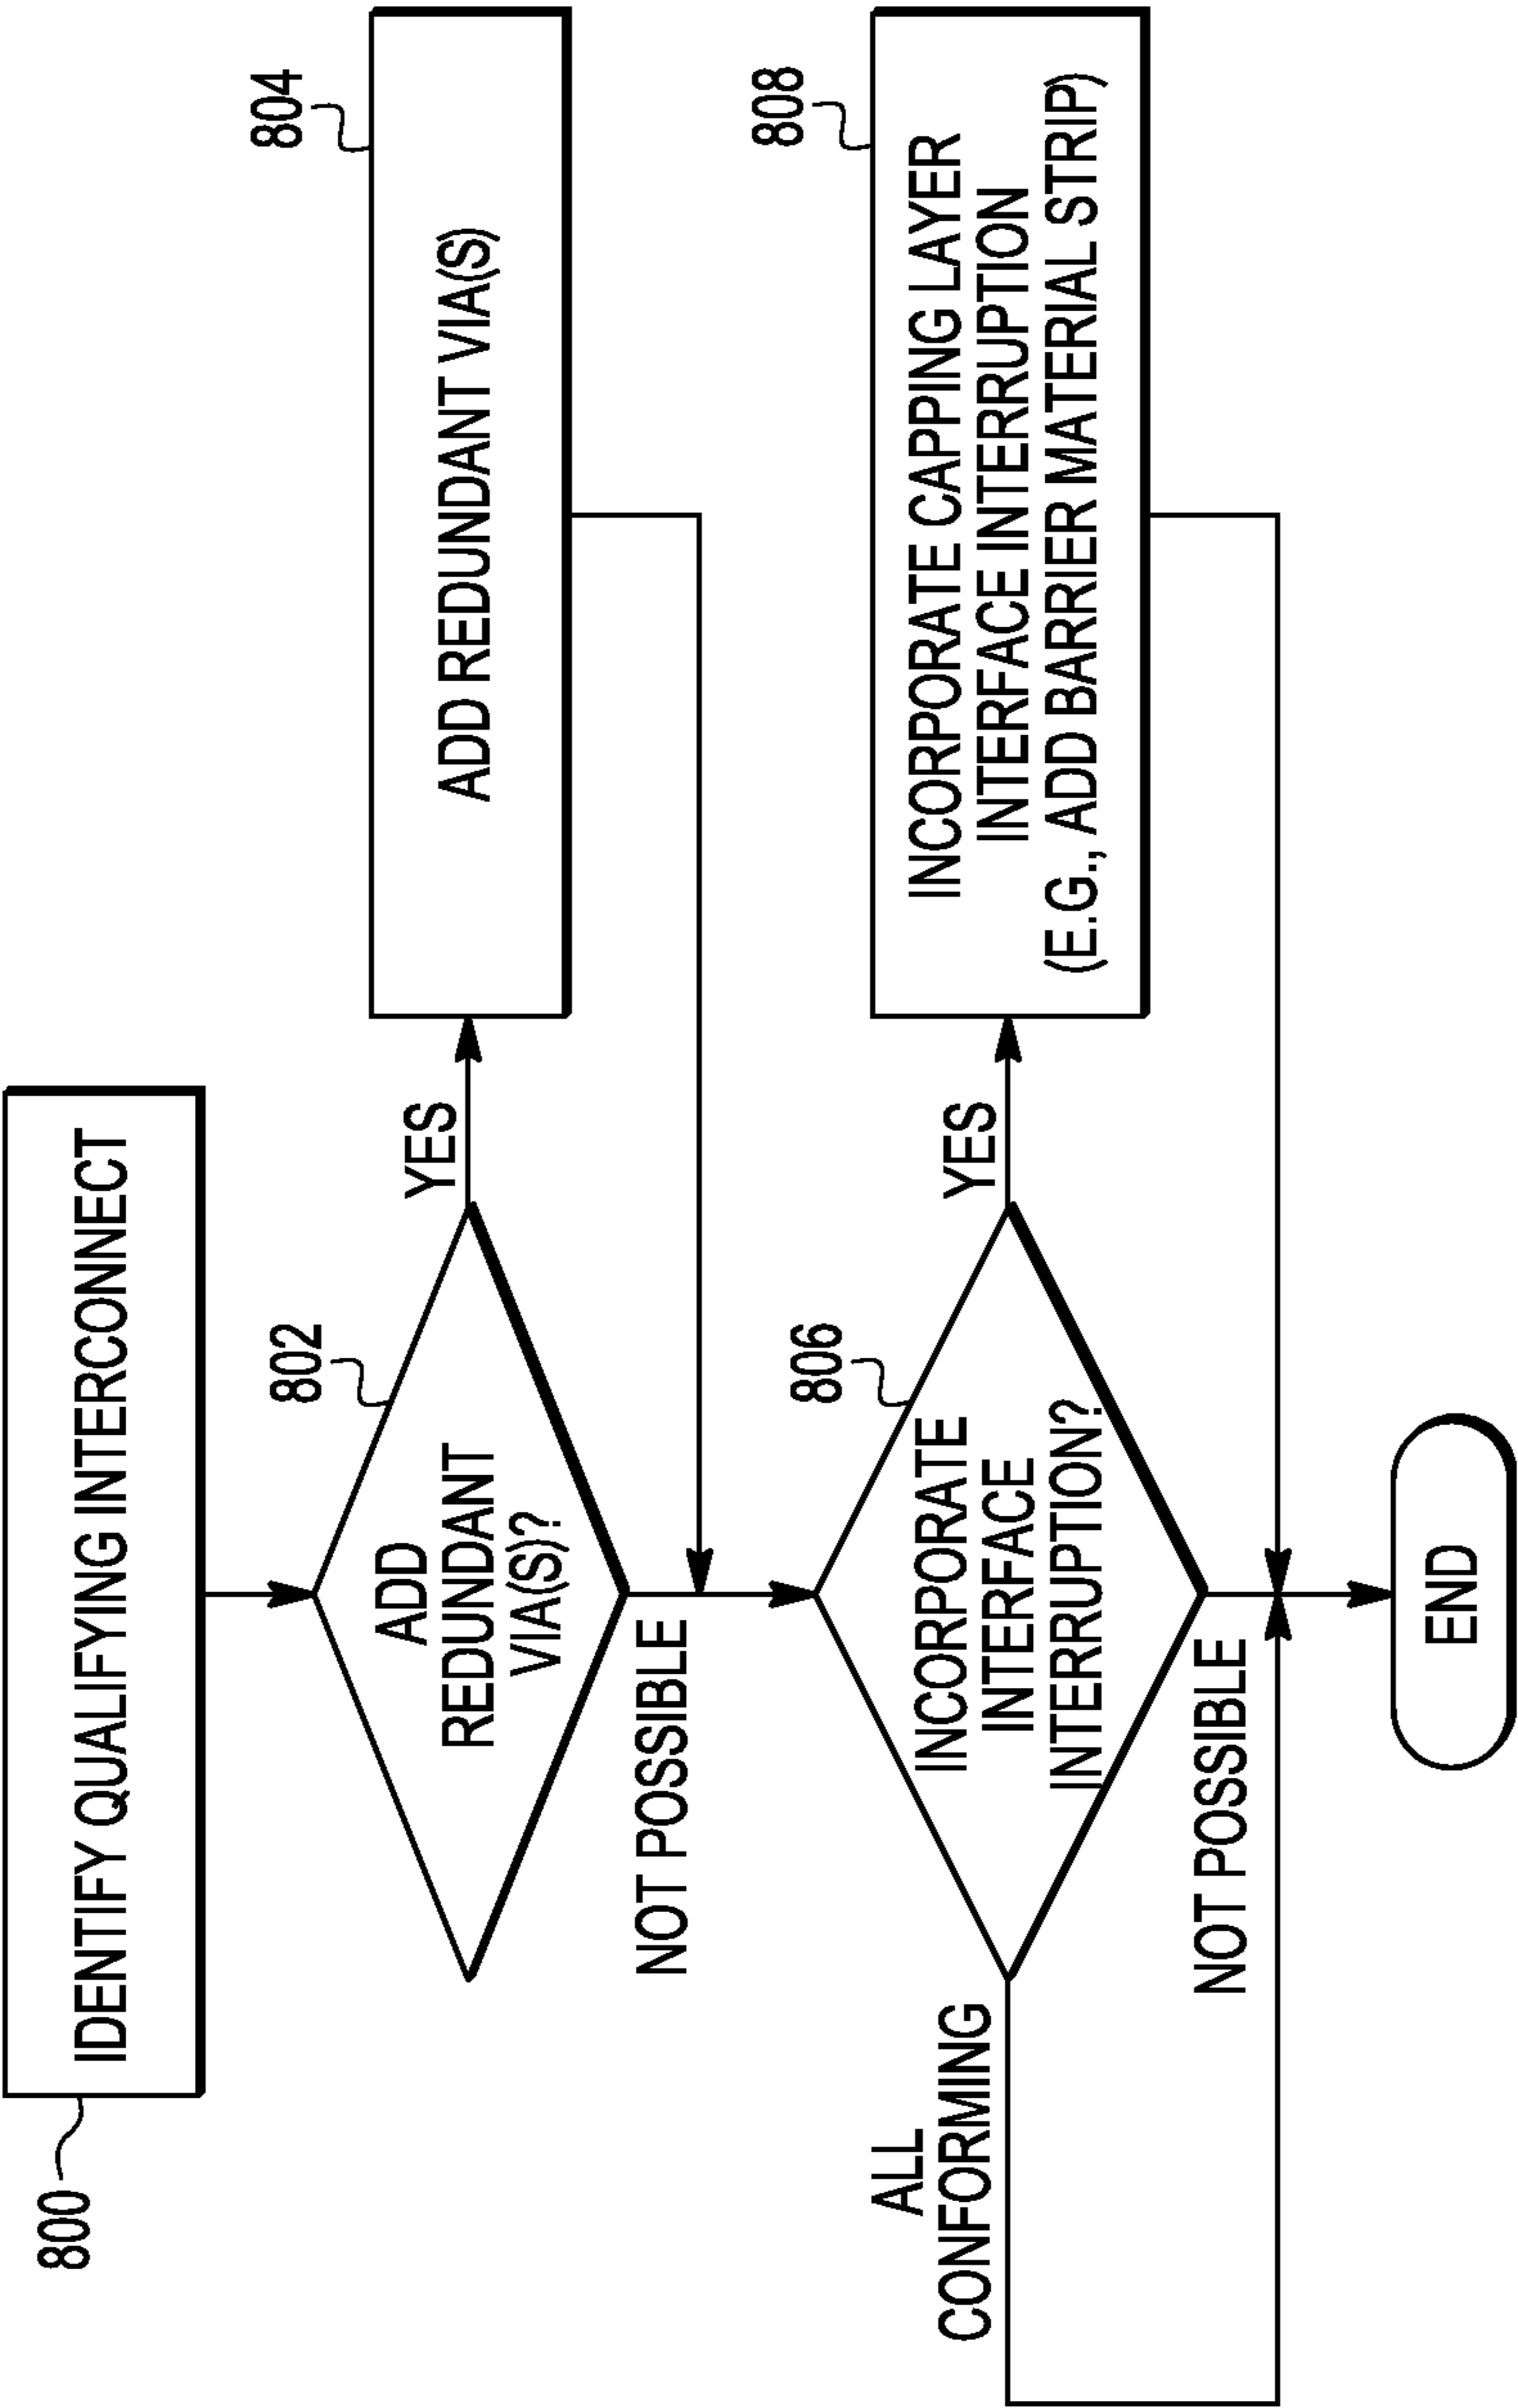 800
IDENTIFY QUALIFYING INTERCONNECT
802
ADD
REDUNDANT
VIA(S)?
YES
804
ADD REDUNDANT VIA(S)
NOT POSSIBLE
806
INCORPORATE
INTERFACE
INTERRUPTION?
YES
808
INCORPORATE CAPPING LAYER
INTERFACE INTERRUPTION
(E.G., ADD BARRIER MATERIAL STRIP)
ALL
CONFORMING
NOT POSSIBLE
END